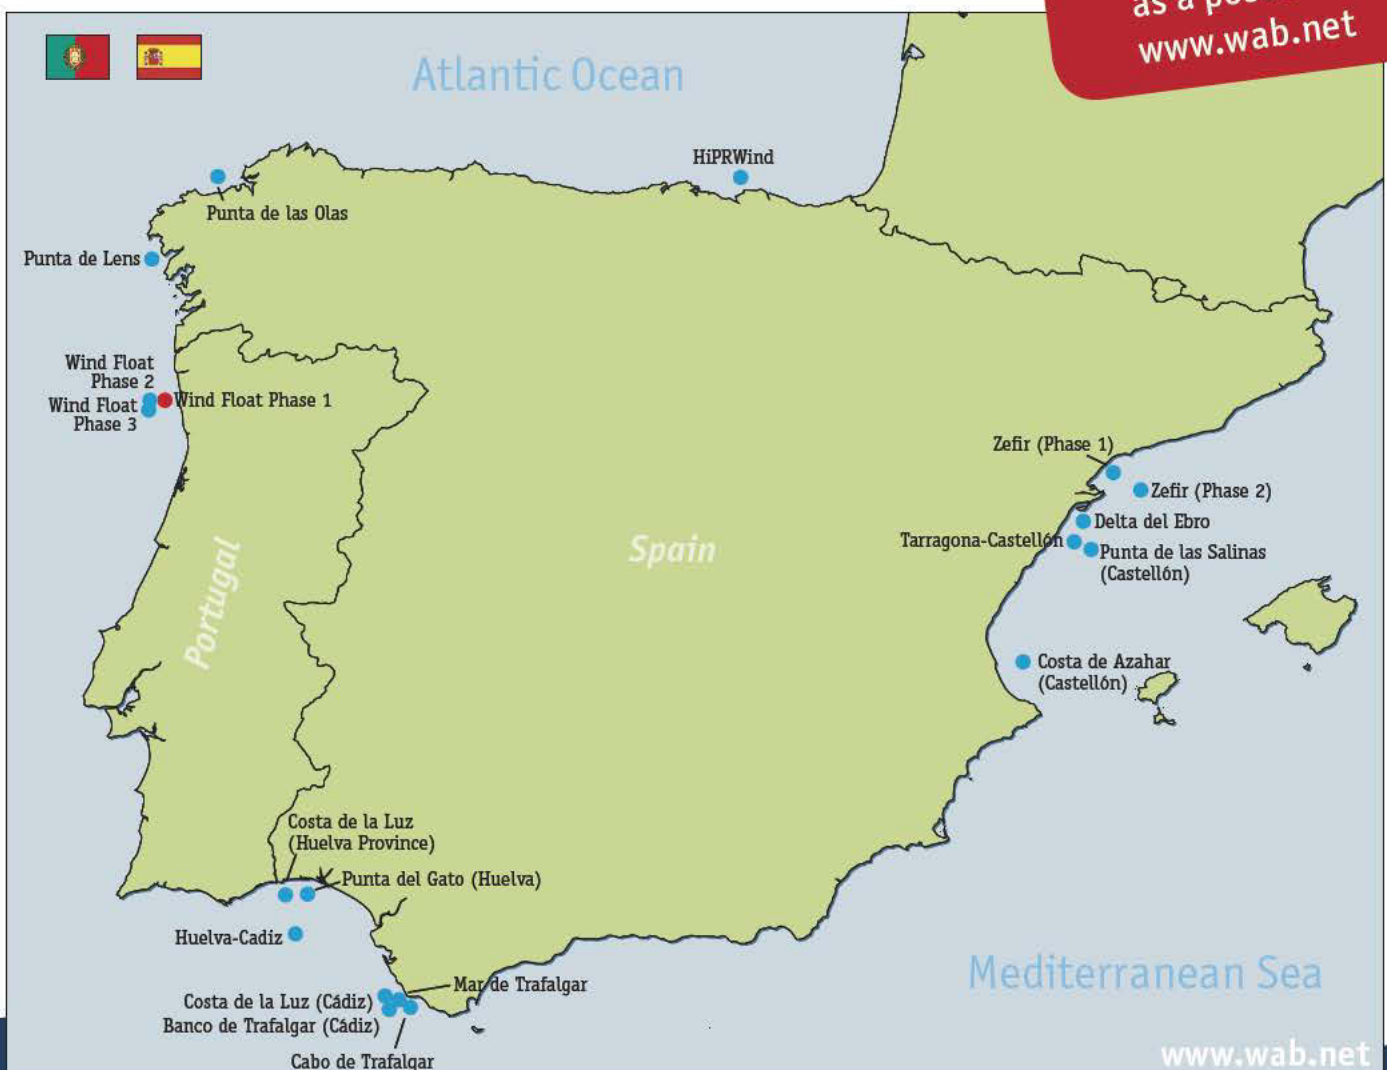 as a
www.wab.net
Atlantic Ocean
HiPRWind
Punta de las Olas
Punta de Lens
Wind Float
Phase 2
Wind Float Phase 1
Wind Float
Phase 3
Zefir (Phase 1)
Zefir (Phase 2)
Delta del Ebro
Tarragona-Castellón
Punta de las Salinas
(Castellón)
Spain
Portugal
Costa de Azahar
(Castellón)
Costa de la Luz
(Huelva Province)
Punta del Gato (Huelva)
Huelva-Cadiz
Mar de Trafalgar
Costa de la Luz (Cádiz)
Banco de Trafalgar (Cádiz)
Cabo de Trafalgar
Mediterranean Sea
www.wab.net